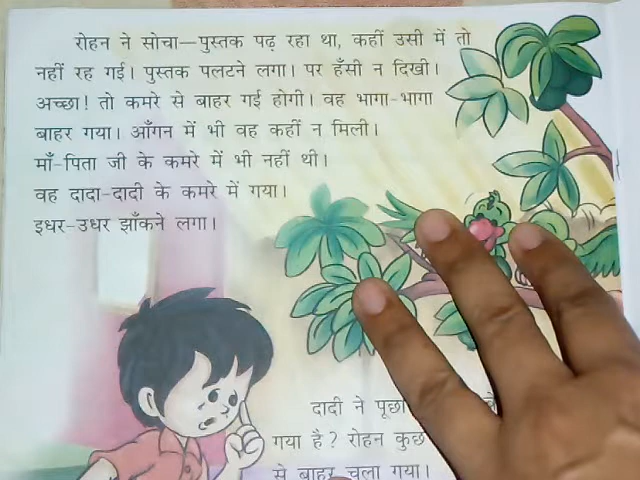 रोहन ने सोचा—पुस्तक पढ़ रहा था, कहीं उसी में तो
नहीं रह गई। पुस्तक पलटने लगा। पर हँसी न दिखी।
अच्छा! तो कमरे से बाहर गई होगी। वह भागा-भागा
बाहर गया। आँगन में भी वह कहीं न मिली।
माँ-पिता जी के कमरे में भी नहीं थी।
वह दादा-दादी के कमरे में गया।
इधर-उधर झाँकने लगा।
दादी ने पूछा
गया है? रोहन कुछ
से बाहर चला गया।